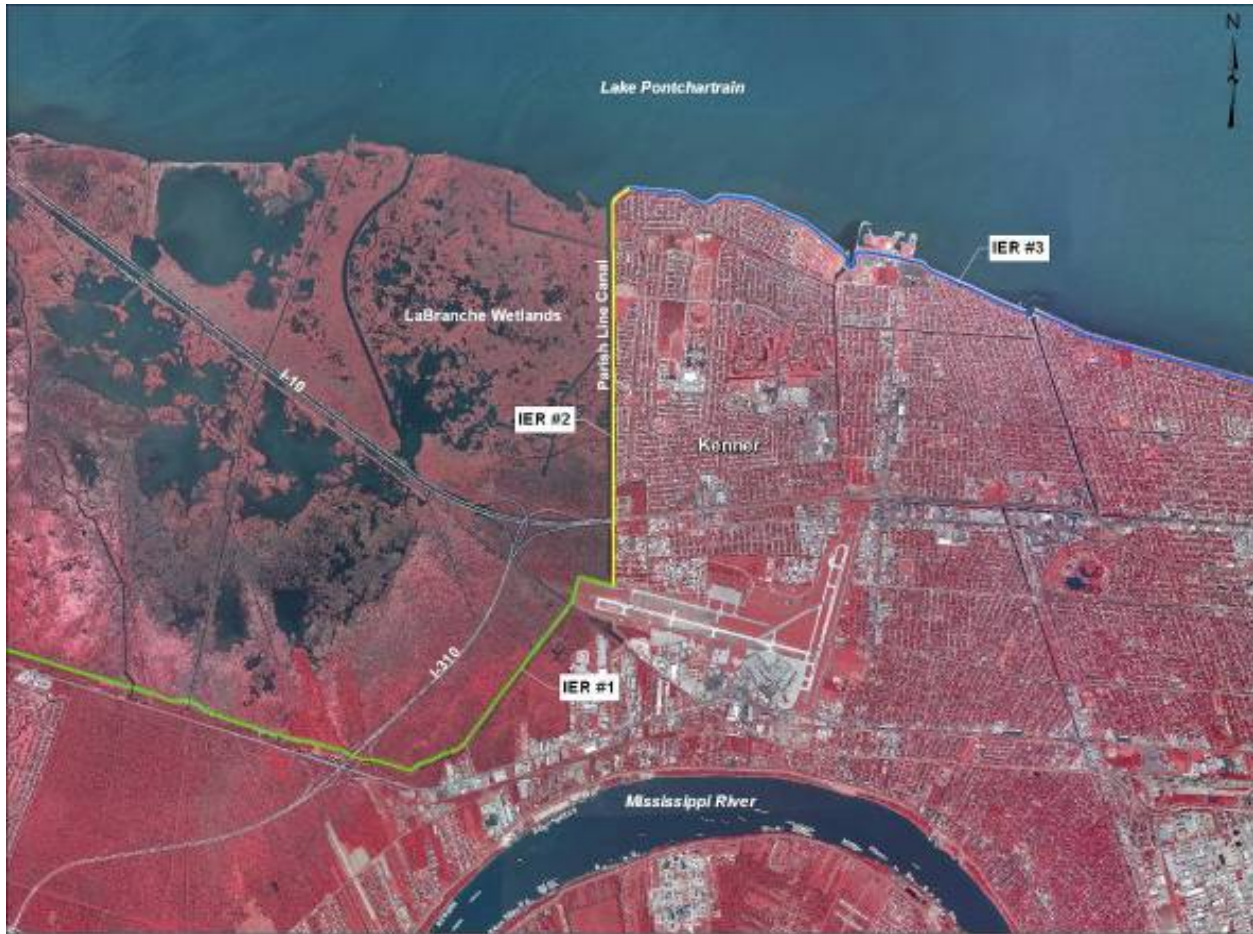 N
Lake Pontchartrain
IER #3
Parish Line Canal
LaBranche Wetlands
I-10
IER #2
Kenner
I-310
IER #1
Mississippi River